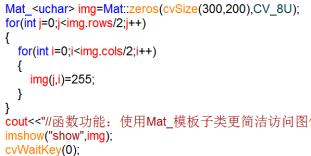 Mat_<uchar> img=Mat::zeros(cvSize(300,200),CV_8U);
for(int j=0;j<img.rows/2;j++)
{
for(int i=0;i<img.cols/2;i++)
{
img(j,i)=255;
}
}
cout<<"//函数功能：使用Mat_模板子类更简洁访问图
imshow("show",img);
cvWaitKey(0);